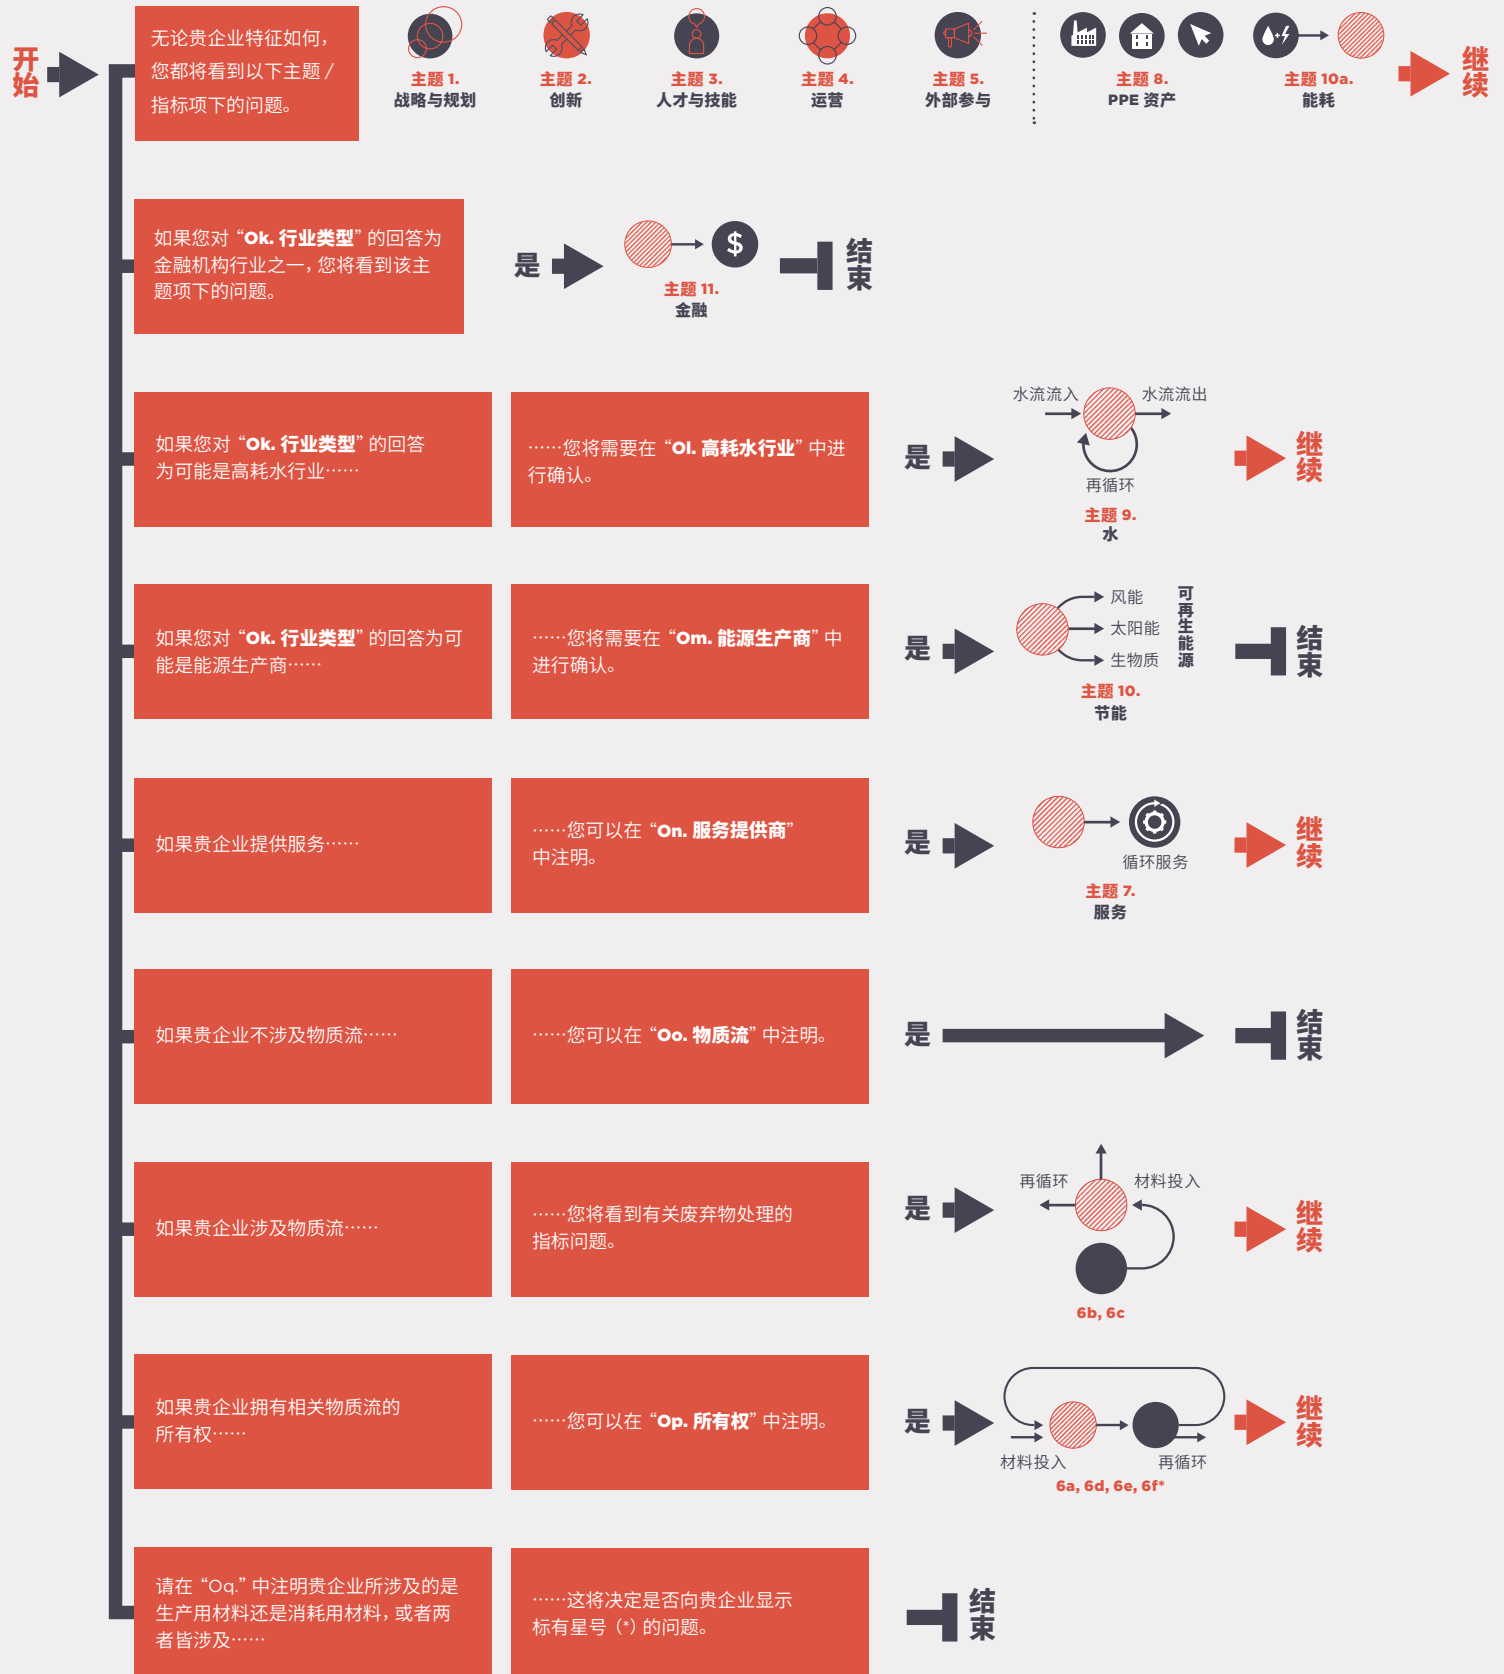 开始
无论贵企业特征如何，
您都将看到以下主题 /
指标项下的问题。
主题 1.
战略与规划
主题 2.
创新
主题 3.
人才与技能
主题 4.
运营
主题 5.
外部参与
主题 8.
PPE 资产
主题 10a.
能耗
继续
如果您对 “Ok. 行业类型” 的回答为
金融机构行业之一，您将看到该主
题项下的问题。
是
$
主题 11.
金融
结束
如果您对 “Ok. 行业类型” 的回答
为可能是高耗水行业……
……您将需要在 “Ol. 高耗水行业” 中进
行确认。
是
水流流入
水流流出
再循环
主题 9.
水
继续
如果您对 “Ok. 行业类型” 的回答为可
能是能源生产商……
……您将需要在 “Om. 能源生产商” 中
进行确认。
是
风能
太阳能
生物质
可再生能源
主题 10.
节能
结束
如果贵企业提供服务……
……您可以在 “On. 服务提供商”
中注明。
是
循环服务
主题 7.
服务
继续
如果贵企业不涉及物质流……
……您可以在 “Oo. 物质流” 中注明。
是
结束
如果贵企业涉及物质流……
……您将看到有关废弃物处理的
指标问题。
是
再循环
材料投入
6b, 6c
继续
如果贵企业拥有相关物质流的
所有权……
……您可以在 “Op. 所有权” 中注明。
是
材料投入
再循环
6a, 6d, 6e, 6f*
继续
请在 “Oq.” 中注明贵企业所涉及的是
生产用材料还是消耗用材料，或者两
者皆涉及……
……这将决定是否向贵企业显示
标有星号（*）的问题。
结束